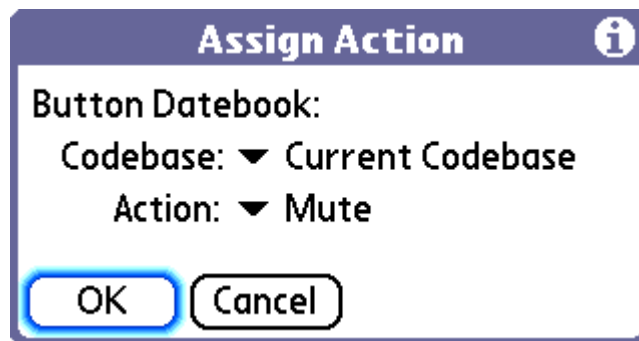 Assign Action
i
Button Datebook:
Codebase: Current Codebase
Action: Mute
OK Cancel